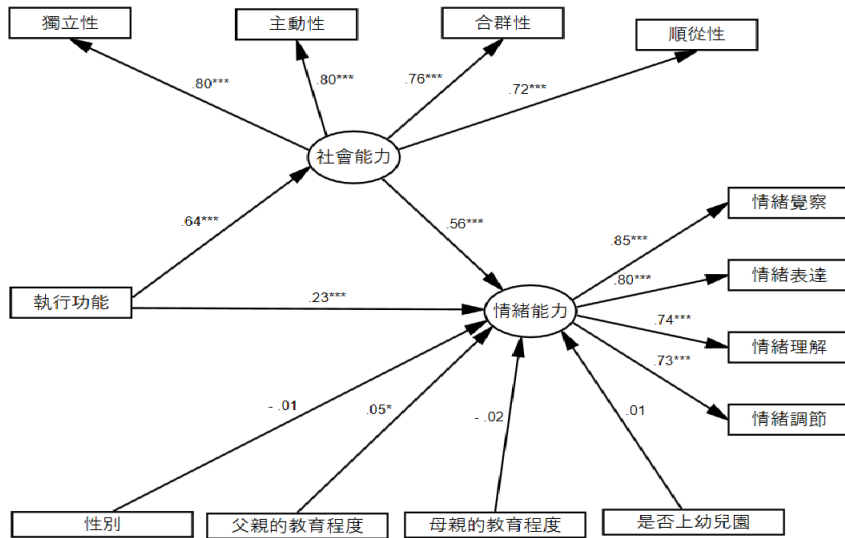 獨立性
主動性
合群性
順從性
.80***
.80***
.76***
.72***
社會能力
.64***
.56***
情緒覺察
.85***
情緒表達
.80***
執行功能
.23***
情緒能力
.74***
情緒理解
.73***
情緒調節
- .01
.05*
- .02
.01
性別
父親的教育程度
母親的教育程度
是否上幼兒園